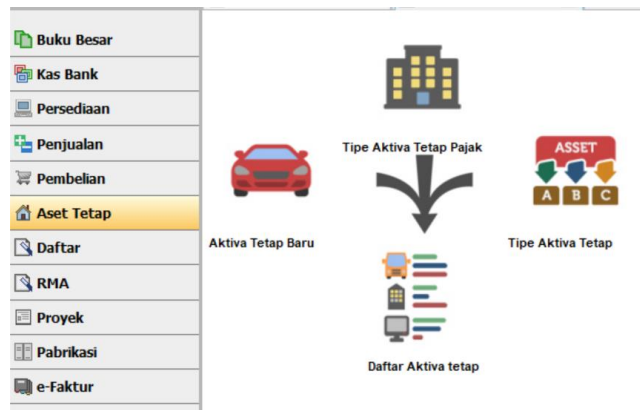 Buku Besar
Kas Bank
Persediaan
Penjualan
Pembelian
Aset Tetap
Daftar
RMA
Proyek
Pabrikasi
e-Faktur
Tipe Aktiva Tetap Pajak
ASSET
A B C
Aktiva Tetap Baru
Tipe Aktiva Tetap
Daftar Aktiva tetap